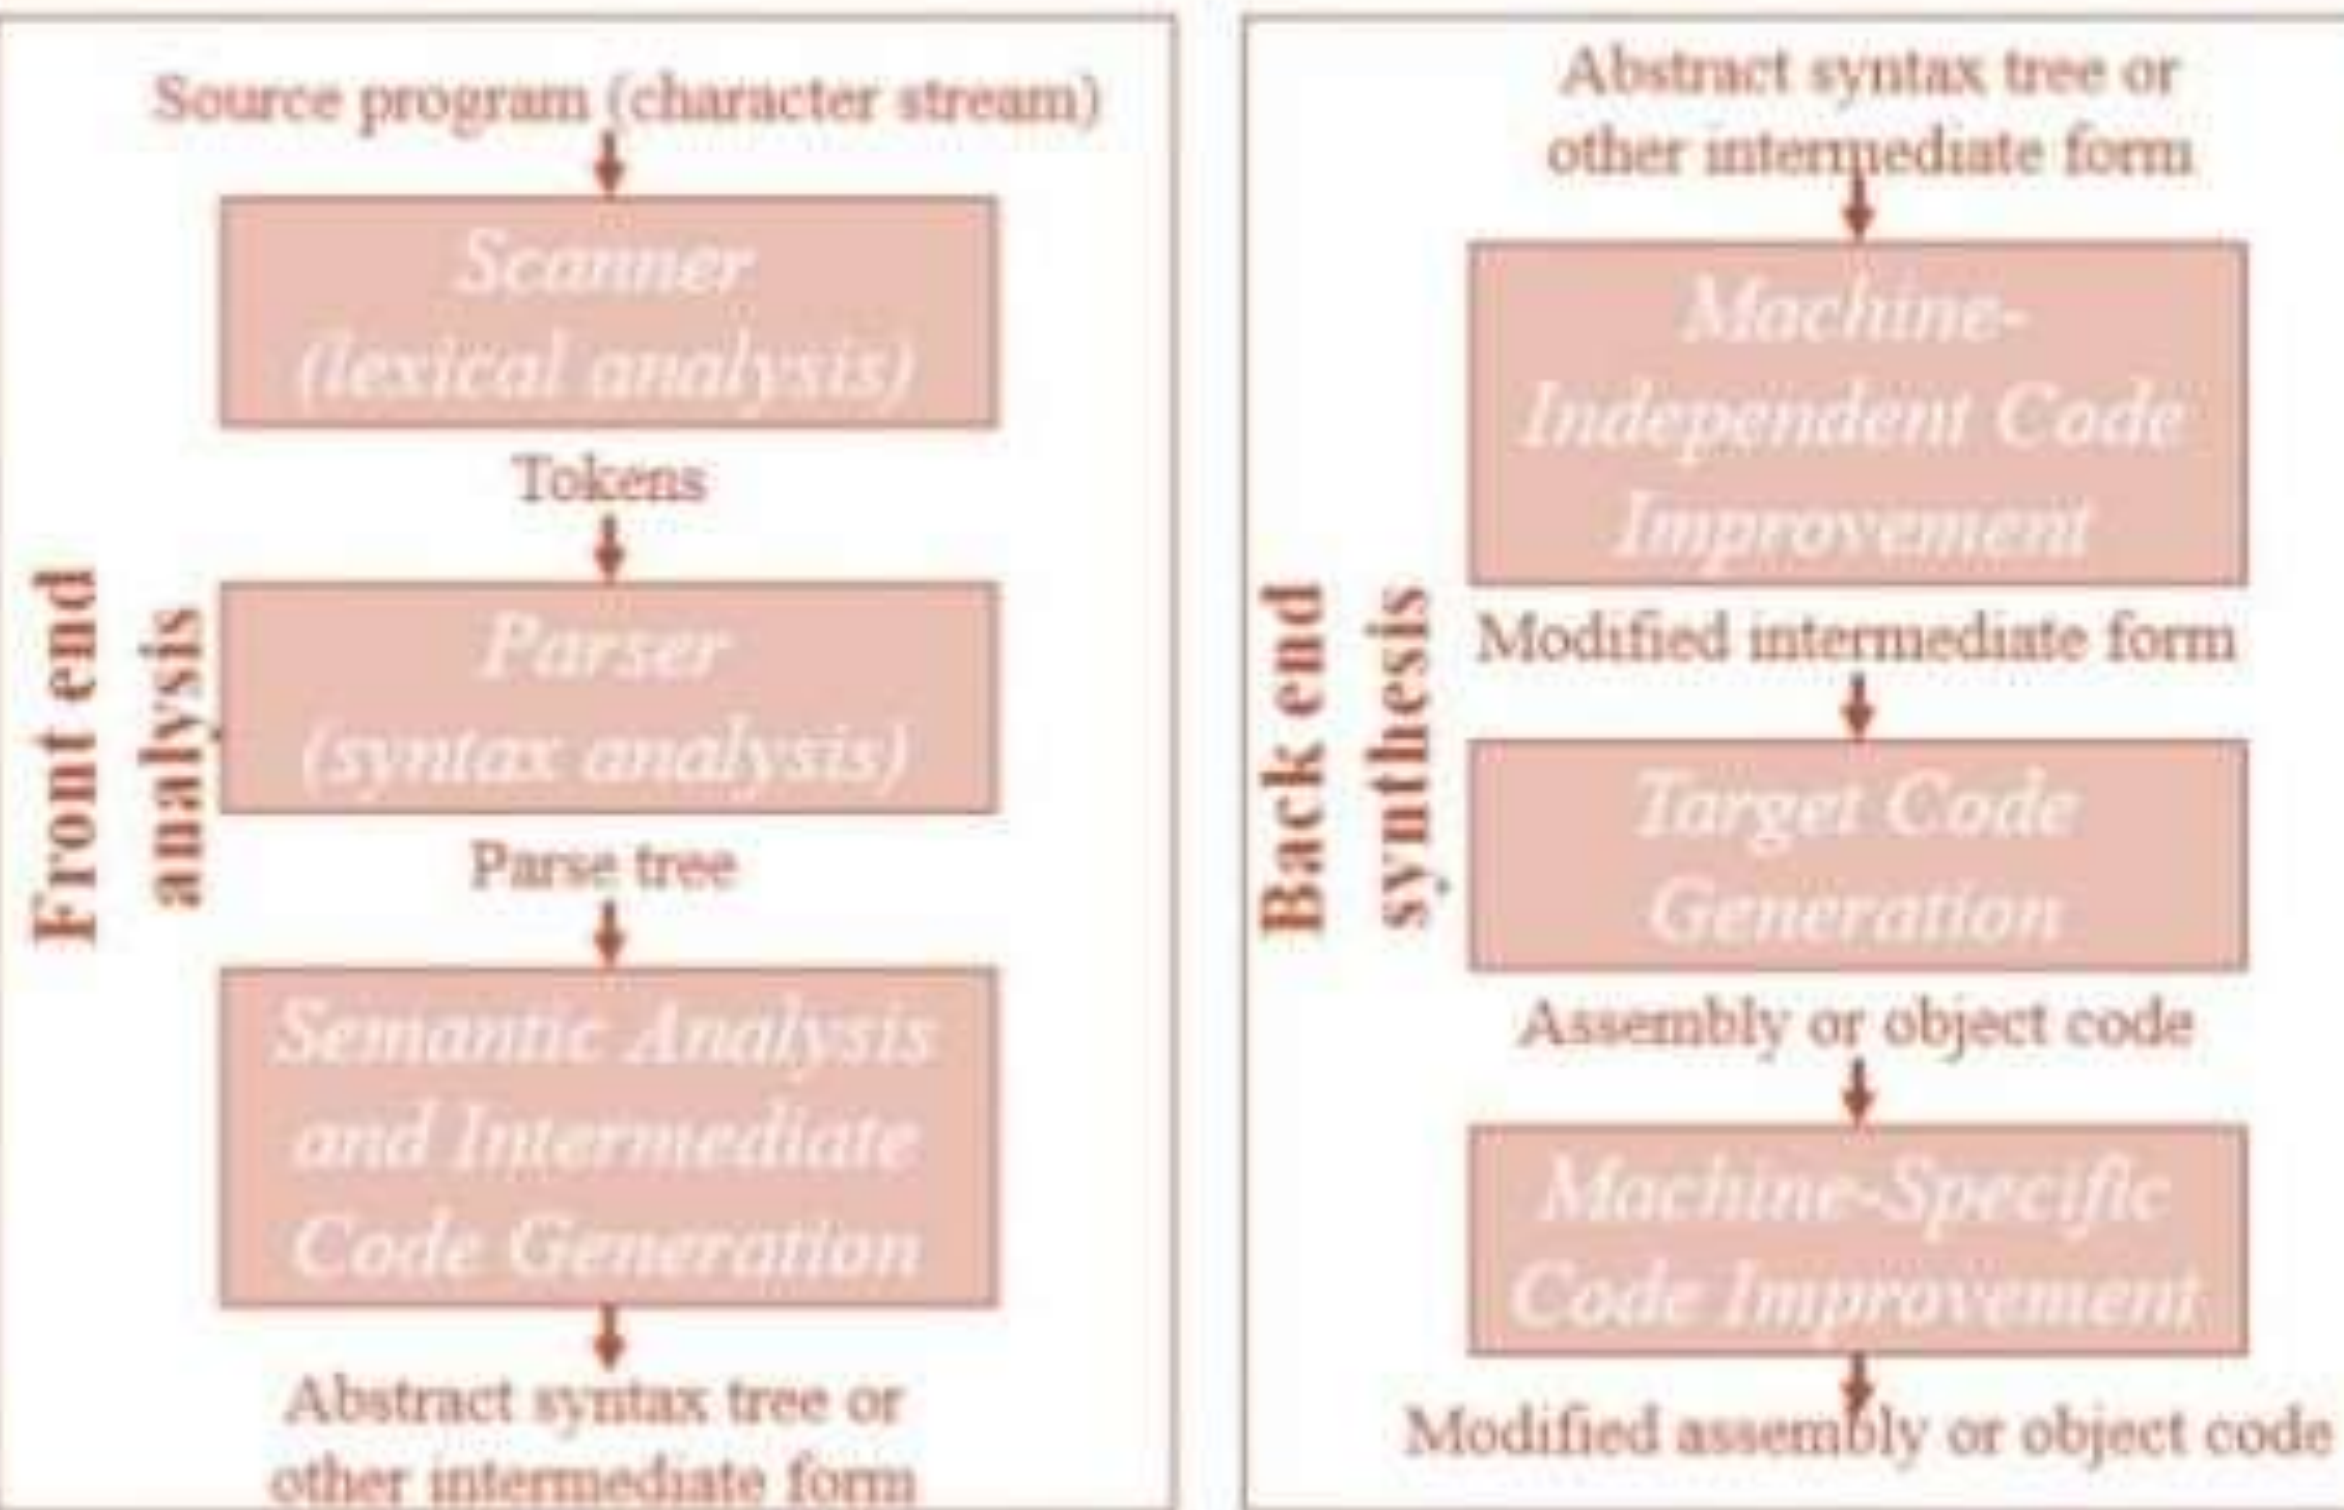 Source program (character stream)
Scanner
(lexical analysis)
Tokens
Front end
analysis
Parser
(syntax analysis)
Parse tree
Semantic Analysis
and Intermediate
Code Generation
Abstract syntax tree or
other intermediate form
Abstract syntax tree or
other intermediate form
Machine-
Independent Code
Improvement
Back end
synthesis
Modified intermediate form
Target Code
Generation
Assembly or object code
Machine-Specific
Code Improvement
Modified assembly or object code